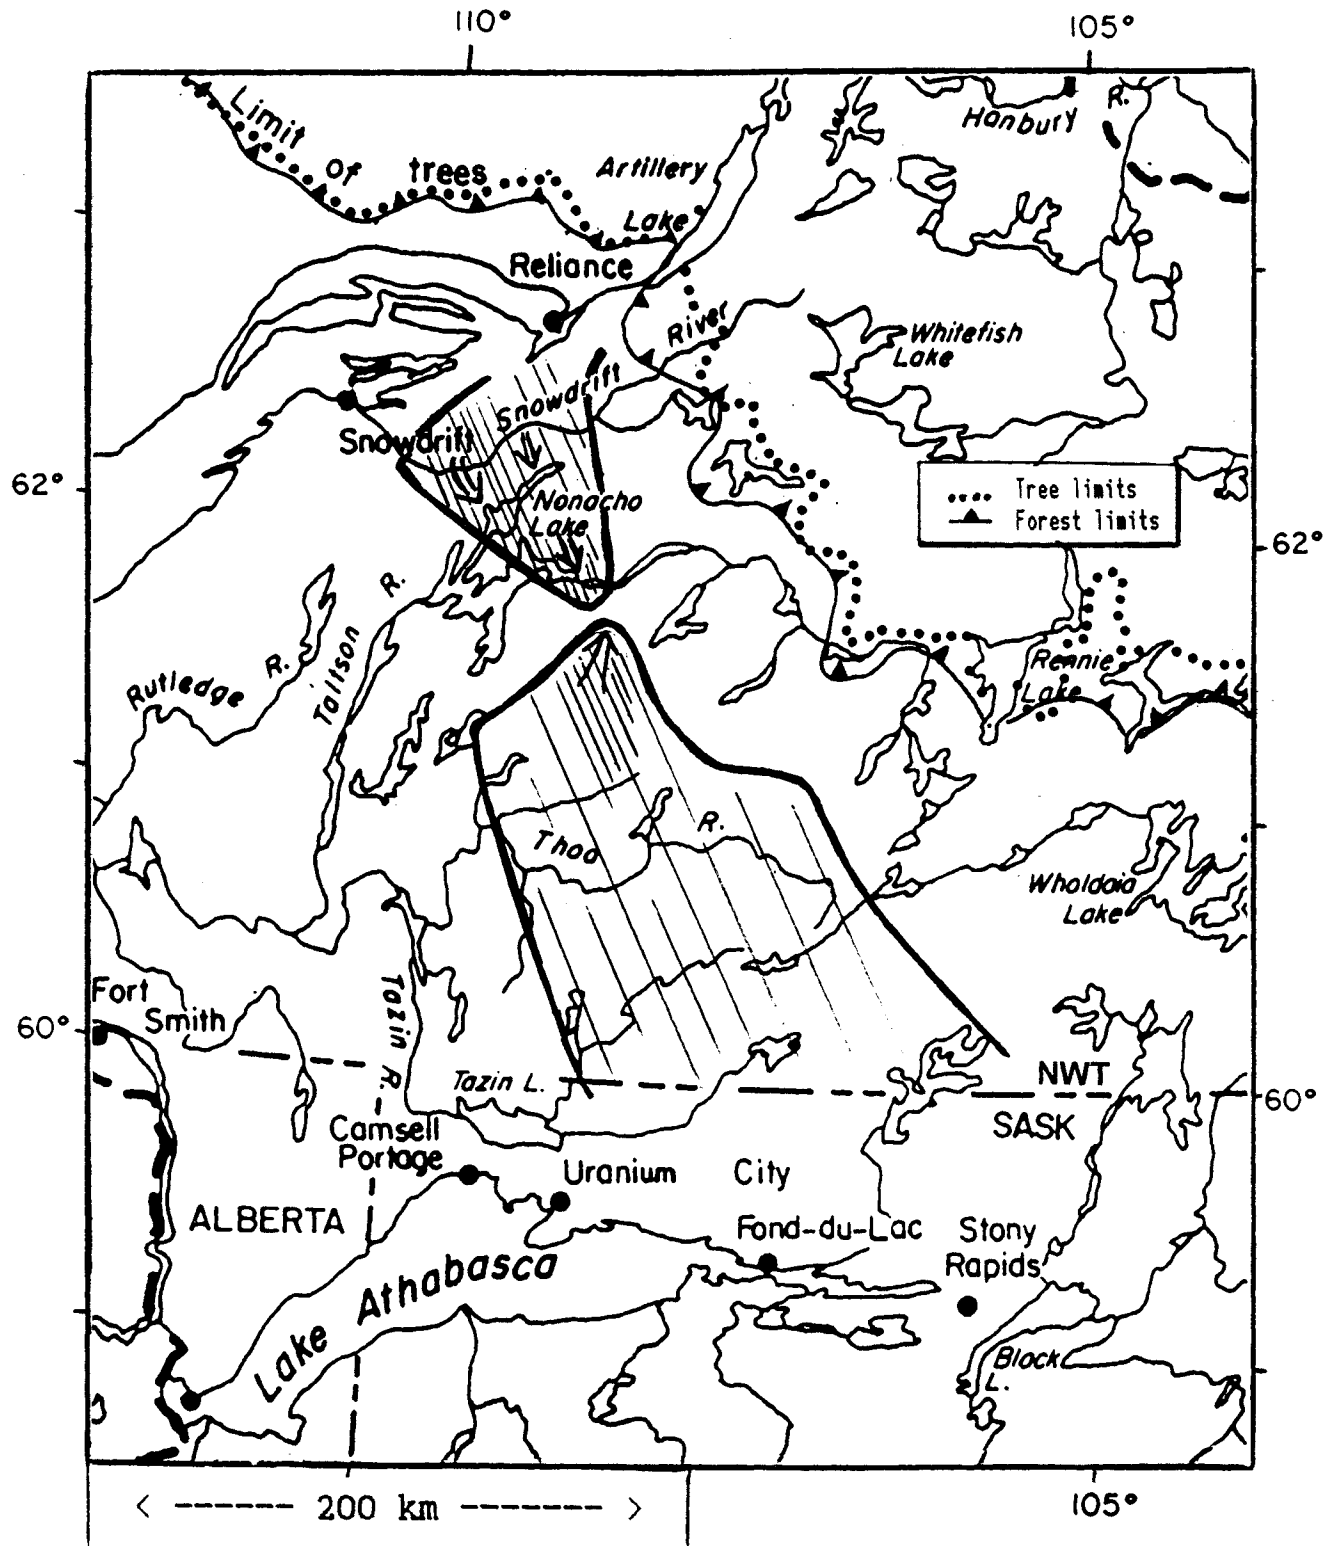 110°
105°
Limit
of
trees
Artillery
Lake
Hanbury
R.
Reliance
River
Whitefish
Lake
Snowdrift
Snowdrift
62°
Tree limits
Forest limits
Nonacho
Lake
62°
R.
Taltson
Rutledge
R.
Rennie
Lake
Thoa
R.
Wholdaia
Lake
Fort
Smith
60°
Tazin R.
Tazin L.
NWT
60°
SASK
Camsell
Portage
Uranium City
ALBERTA
Fond-du-Lac
Stony
Rapids
Lake Athabasca
Black
L.
< ------ 200 km ------- >
105°